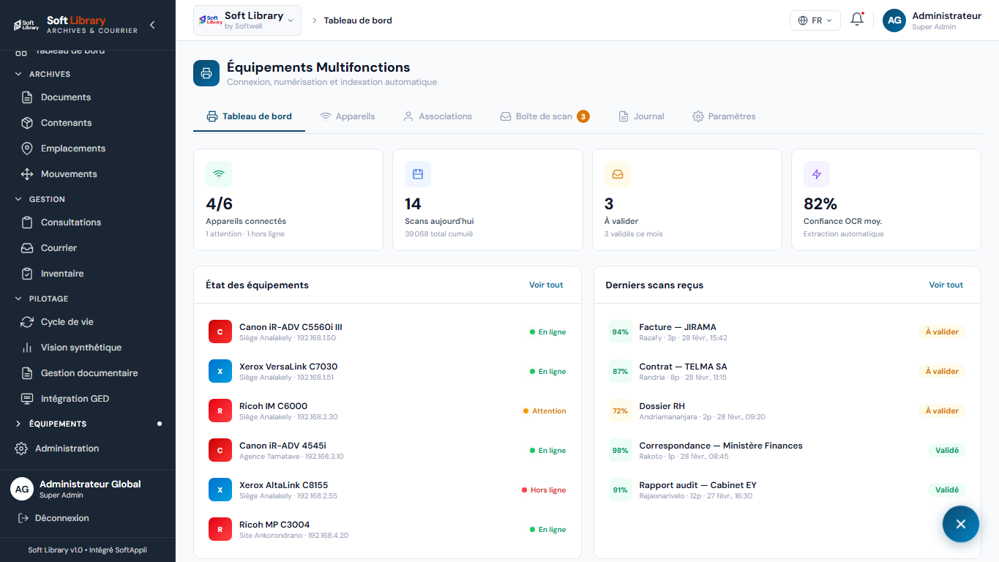 Soft Library
Soft Library
ARCHIVES & COURRIER
Tableau de bord
ARCHIVES
Documents
Contenants
Emplacements
Mouvements
GESTION
Consultations
Courrier
Inventaire
PILOTAGE
Cycle de vie
Vision synthétique
Gestion documentaire
Intégration GED
ÉQUIPEMENTS
Administration
AG
Administrateur Global
Super Admin
Déconnexion
Soft Library v1.0 • Intégré SoftAppli
Soft Library
Soft Library
by Softwell
Tableau de bord
FR
AG
Administrateur
Super Admin
Équipements Multifonctions
Connexion, numérisation et indexation automatique
Tableau de bord
Appareils
Associations
Boîte de scan 3
Journal
Paramètres
4/6
Appareils connectés
1 attention · 1 hors ligne
14
Scans aujourd'hui
39 068 total cumulé
3
À valider
3 validés ce mois
82%
Confiance OCR moy.
Extraction automatique
État des équipements
Voir tout
C
Canon iR-ADV C5560i III
Siège Analakely · 192.168.1.50
En ligne
X
Xerox VersaLink C7030
Siège Analakely · 192.168.1.51
En ligne
R
Ricoh IM C6000
Siège Analakely · 192.168.2.30
Attention
C
Canon iR-ADV 4545i
Agence Tamatave · 192.168.3.10
En ligne
X
Xerox AltaLink C8155
Siège Analakely · 192.168.2.55
Hors ligne
R
Ricoh MP C3004
Site Ankorondrano · 192.168.4.20
En ligne
Derniers scans reçus
Voir tout
94%
Facture — JIRAMA
Razafy · 3p · 28 févr., 15:42
À valider
87%
Contrat — TELMA SA
Randria · 8p · 28 févr., 11:15
À valider
72%
Dossier RH
Andriamananjara · 2p · 28 févr., 09:20
À valider
98%
Correspondance — Ministère Finances
Rakoto · 1p · 28 févr., 08:45
Validé
91%
Rapport audit — Cabinet EY
Rajaonarivelo · 12p · 27 févr., 16:30
Validé